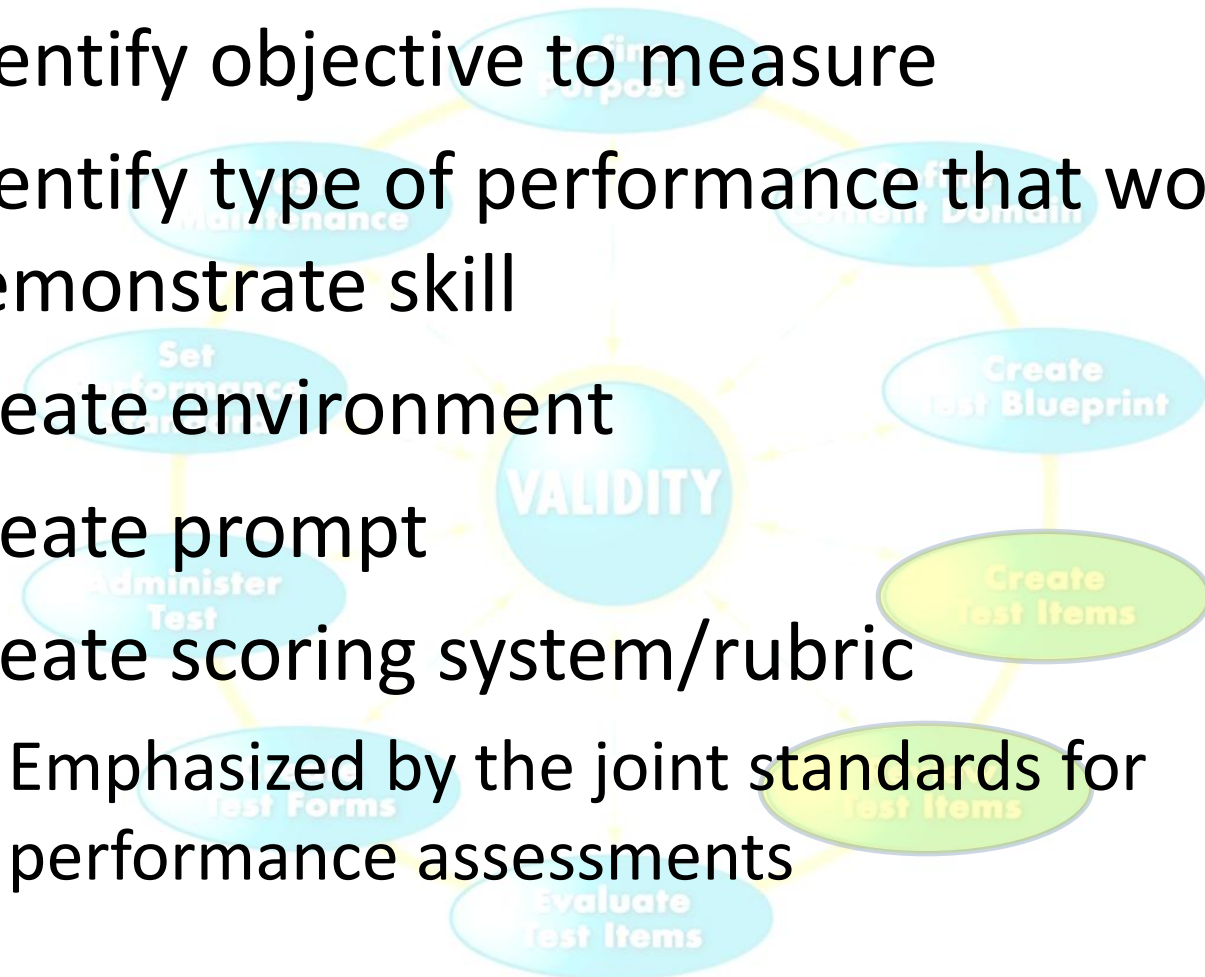 entify objective to measure
entify type of performance that wo
emonstrate skill
eate environment
eate prompt
eate scoring system/rubric
Emphasized by the joint standards for
performance assessments
Purpose
Maintenance
Content Domain
Set
Create
Test Blueprint
VALIDITY
Administer
Test
Create
Test Items
Test Forms
Test Items
Evaluate
Test Items